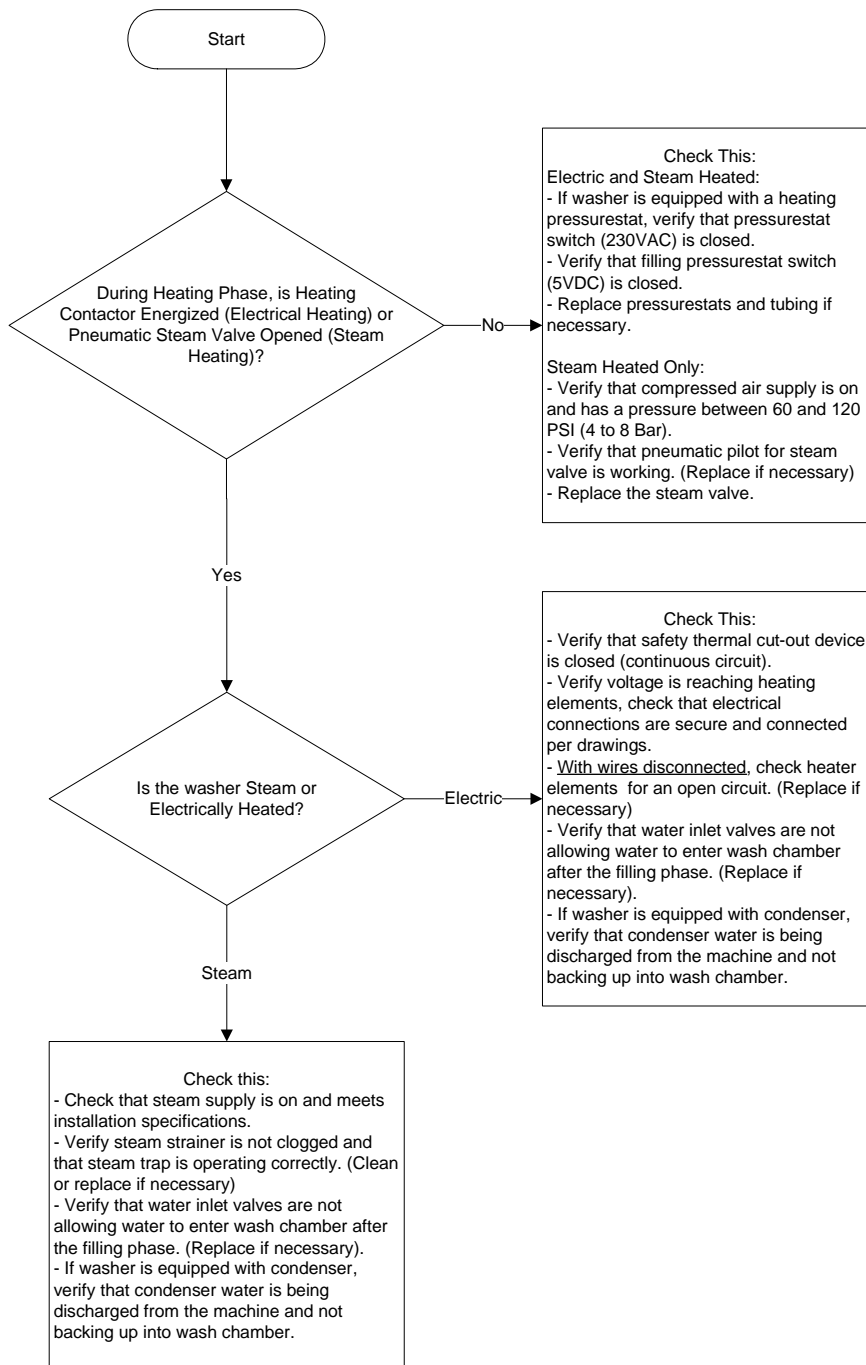 Start
During Heating Phase, is Heating
Contactor Energized (Electrical Heating) or
Pneumatic Steam Valve Opened (Steam
Heating)?
No
Check This:
Electric and Steam Heated:
- If washer is equipped with a heating
pressurestat, verify that pressurestat
switch (230VAC) is closed.
- Verify that filling pressurestat switch
(5VDC) is closed.
- Replace pressurestats and tubing if
necessary.
Steam Heated Only:
- Verify that compressed air supply is on
and has a pressure between 60 and 120
PSI (4 to 8 Bar).
- Verify that pneumatic pilot for steam
valve is working. (Replace if necessary)
- Replace the steam valve.
Yes
Is the washer Steam or
Electrically Heated?
Electric
Check This:
- Verify that safety thermal cut-out device
is closed (continuous circuit).
- Verify voltage is reaching heating
elements, check that electrical
connections are secure and connected
per drawings.
- With wires disconnected, check heater
elements for an open circuit. (Replace if
necessary)
- Verify that water inlet valves are not
allowing water to enter wash chamber
after the filling phase. (Replace if
necessary).
- If washer is equipped with condenser,
verify that condenser water is being
discharged from the machine and not
backing up into wash chamber.
Steam
Check this:
- Check that steam supply is on and meets
installation specifications.
- Verify steam strainer is not clogged and
that steam trap is operating correctly. (Clean
or replace if necessary)
- Verify that water inlet valves are not
allowing water to enter wash chamber after
the filling phase. (Replace if necessary).
- If washer is equipped with condenser,
verify that condenser water is being
discharged from the machine and not
backing up into wash chamber.